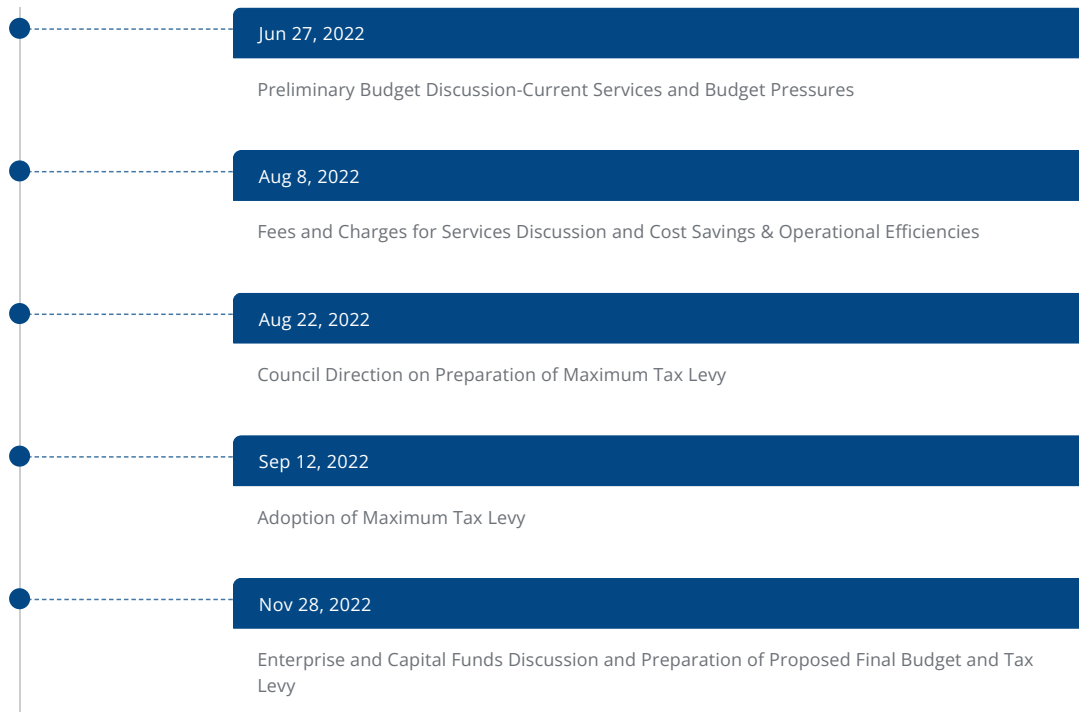 Jun 27, 2022
Preliminary Budget Discussion-Current Services and Budget Pressures
Aug 8, 2022
Fees and Charges for Services Discussion and Cost Savings & Operational Efficiencies
Aug 22, 2022
Council Direction on Preparation of Maximum Tax Levy
Sep 12, 2022
Adoption of Maximum Tax Levy
Nov 28, 2022
Enterprise and Capital Funds Discussion and Preparation of Proposed Final Budget and Tax
Levy